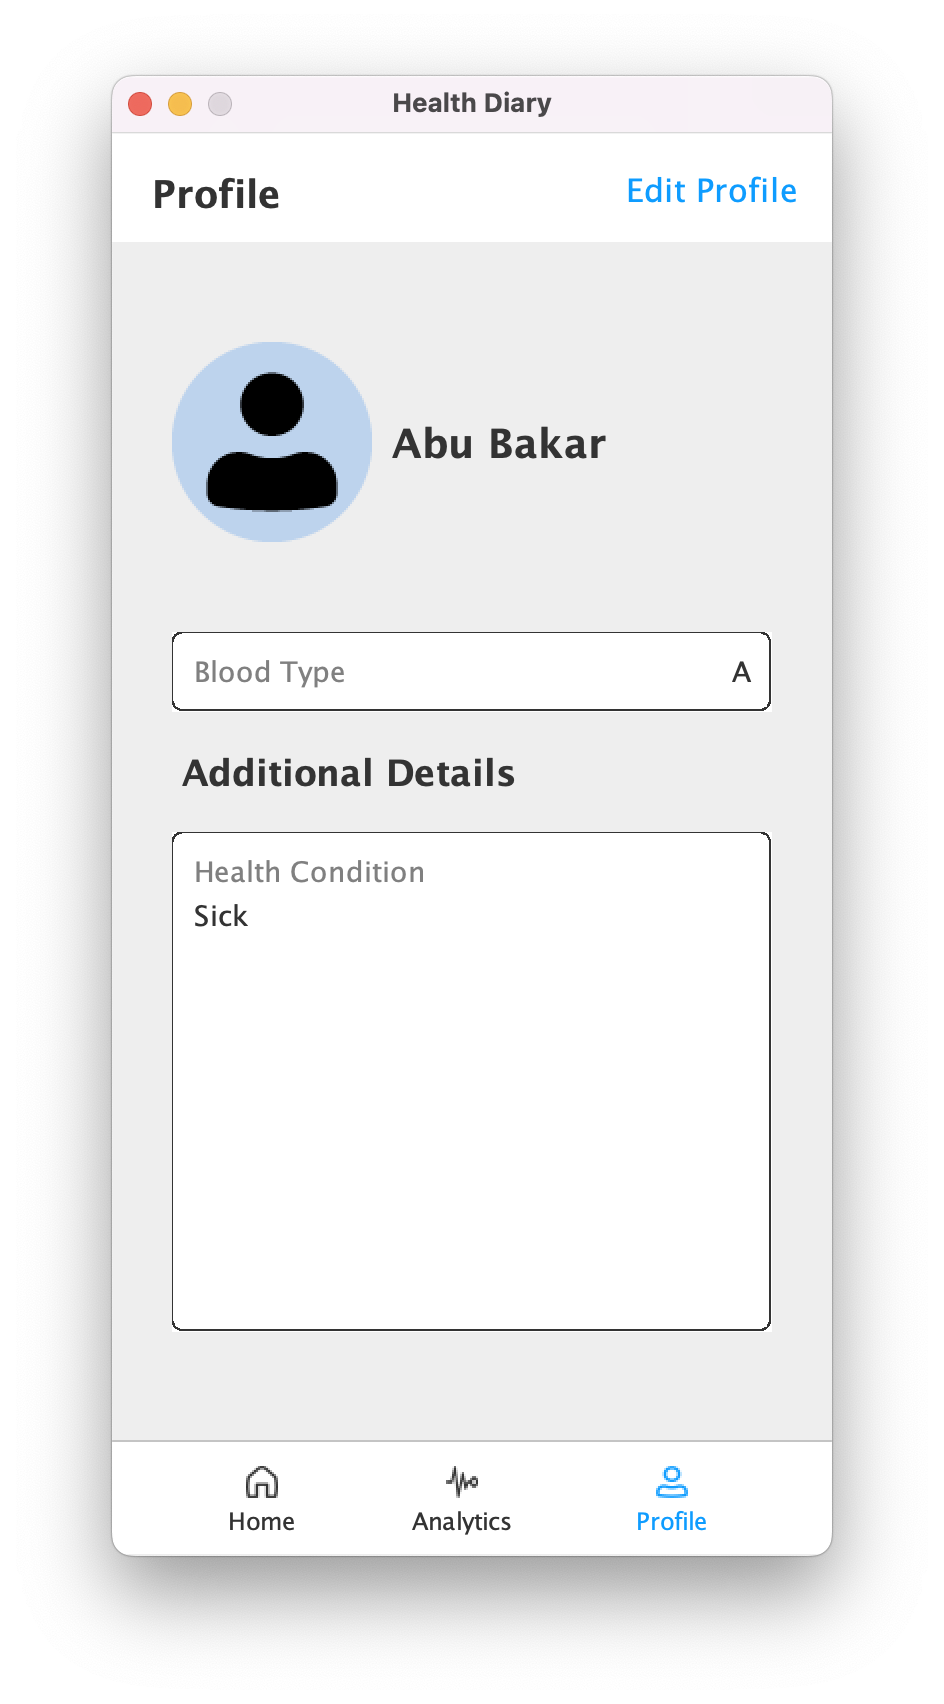 Health Diary
Profile
Edit Profile
Abu Bakar
Blood Type
A
Additional Details
Health Condition
Sick
Home
Analytics
Profile